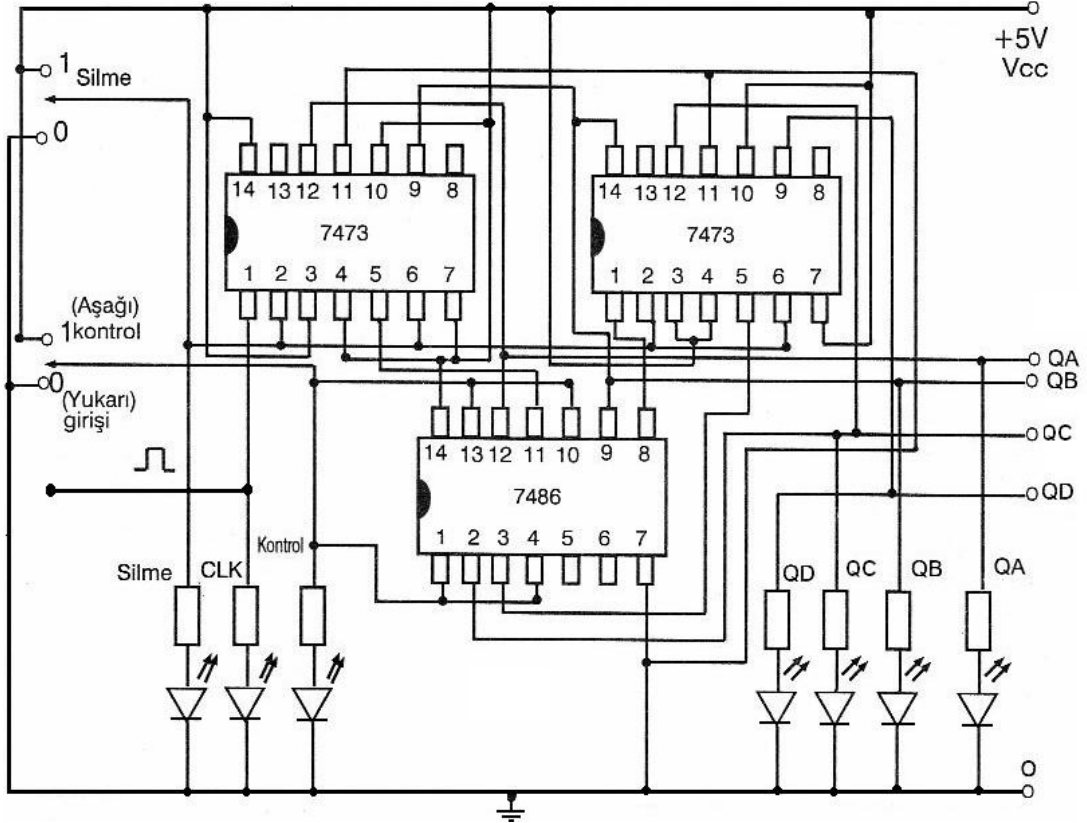 +5V
Vcc
1 Silme
0
14 13 12 11 10 9 8
7473
1 2 3 4 5 6 7
14 13 12 11 10 9 8
7473
1 2 3 4 5 6 7
(Aşağı)
1kontrol
0
(Yukarı)
girişi
QA
QB
QC
QD
14 13 12 11 10 9 8
7486
1 2 3 4 5 6 7
Kontrol
Silme
CLK
QD
QC
QB
QA
0